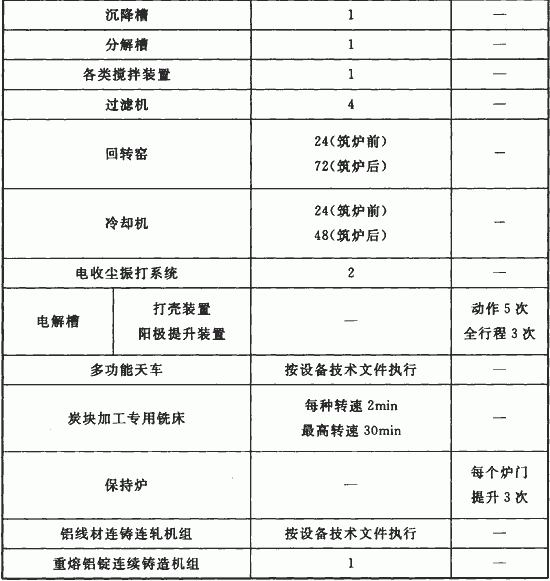 沉降槽 1 —
分解槽 1 —
各类搅拌装置 1 —
过滤机 4 —
回转窑 24(筑炉前) 72(筑炉后) —
冷却机 24(筑炉前) 48(筑炉后) —
电收尘振打系统 2 —
电解槽 打壳装置 阳极提升装置 — 动作5次 全行程3次
多功能天车 按设备技术文件执行 —
炭块加工专用铣床 每种转速2min 最高转速30min —
保持炉 — 每个炉门 提升3次
铝线材连铸连轧机组 按设备技术文件执行 —
重熔铝锭连续铸造机组 1 —